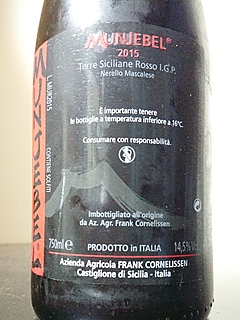 MUNJEBEL®
2015
Terre Siciliane Rosso I.G.P.
Nerello Mascalese
È importante tenere
le bottiglie a temperatura inferiore a 16°C.
Consumare con responsabilità.
Imbottigliato all'origine
da Az. Agr. Frank Cornelissen
750ml e PRODOTTO in ITALIA 14,5% Vol
Azienda Agricola FRANK CORNELISSEN
Castiglione di Sicilia - Italia
L. MUR2015
CONTIENE SOLFITI